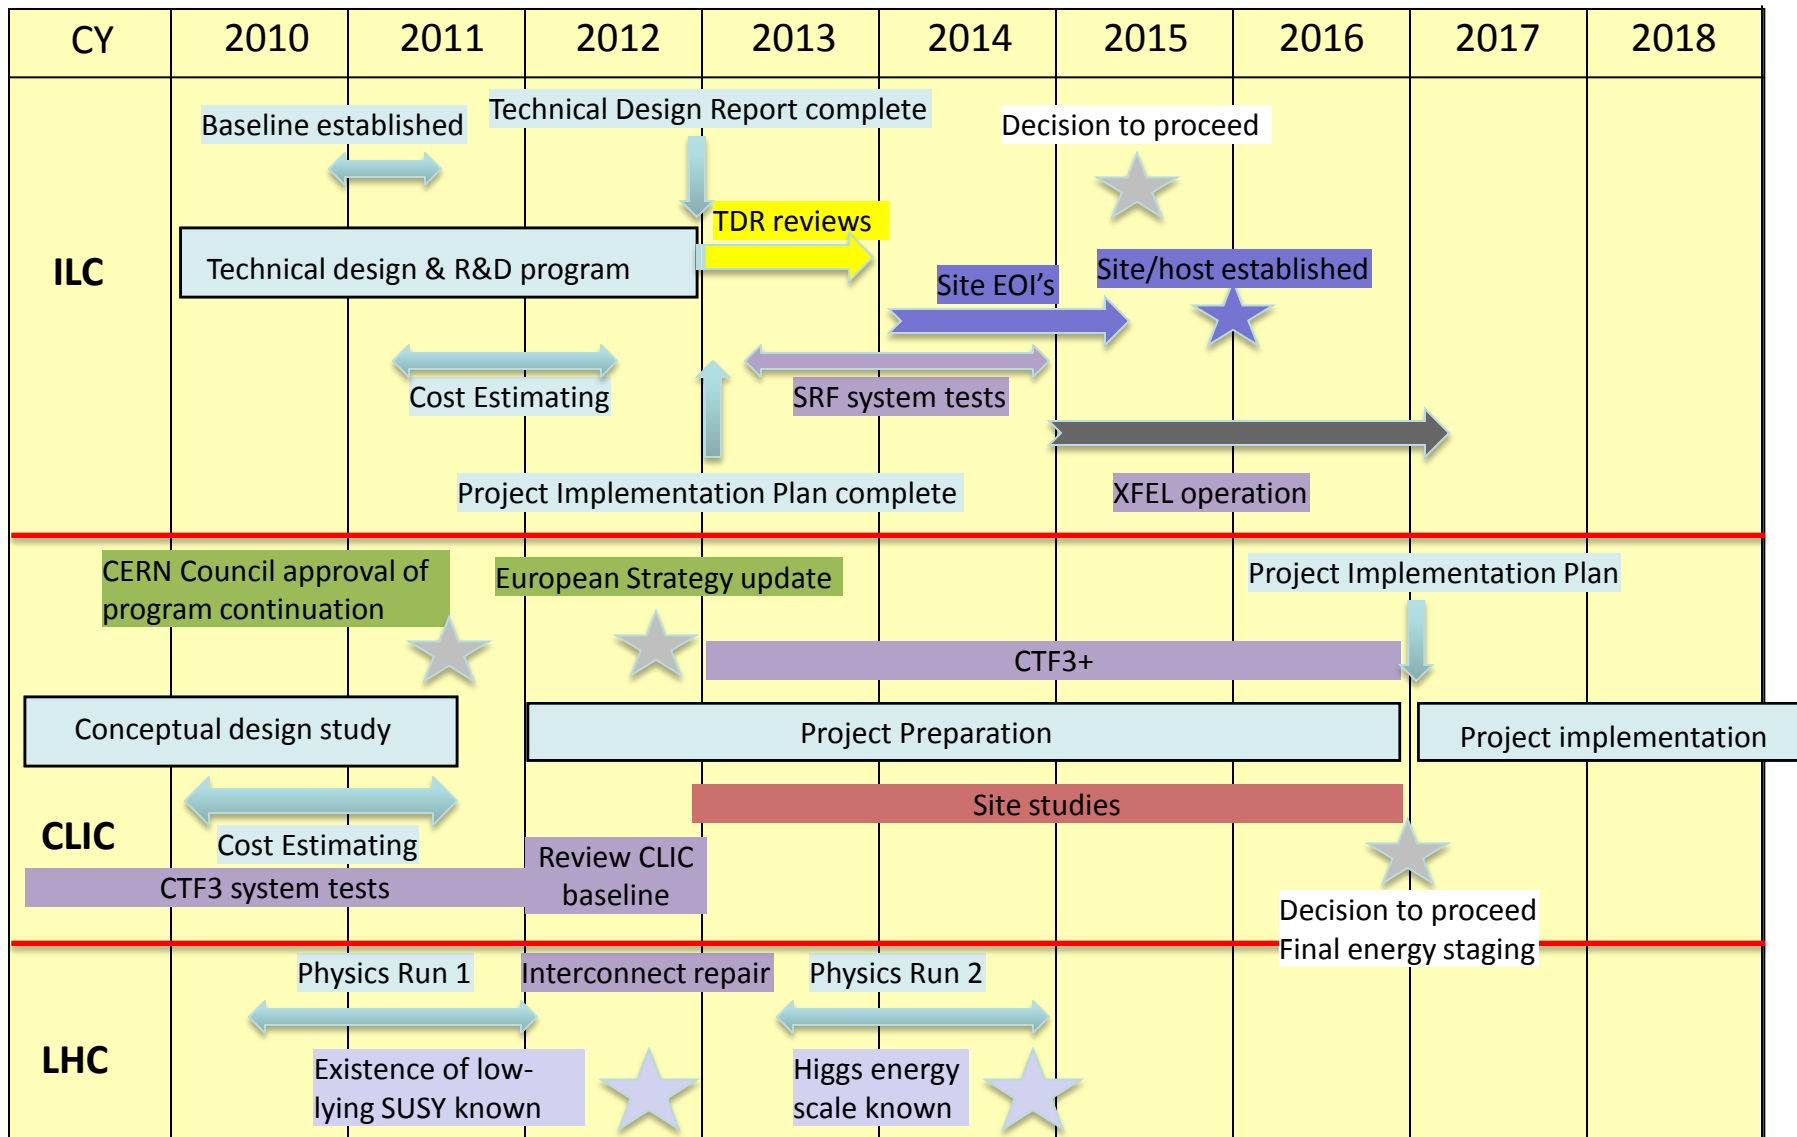 CY 2010 2011 2012 2013 2014 2015 2016 2017 2018
Technical Design Report complete
Baseline established
Decision to proceed
TDR reviews
ILC
Technical design & R&D program
Site/host established
Site EOI's
Cost Estimating
SRF system tests
Project Implementation Plan complete
XFEL operation
CERN Council approval of
program continuation
European Strategy update
Project Implementation Plan
CTF3+
Conceptual design study
Project Preparation
Project implementation
Site studies
CLIC
Cost Estimating
Review CLIC
baseline
CTF3 system tests
Decision to proceed
Final energy staging
Physics Run 1
Interconnect repair
Physics Run 2
LHC
Existence of low-
lying SUSY known
Higgs energy
scale known